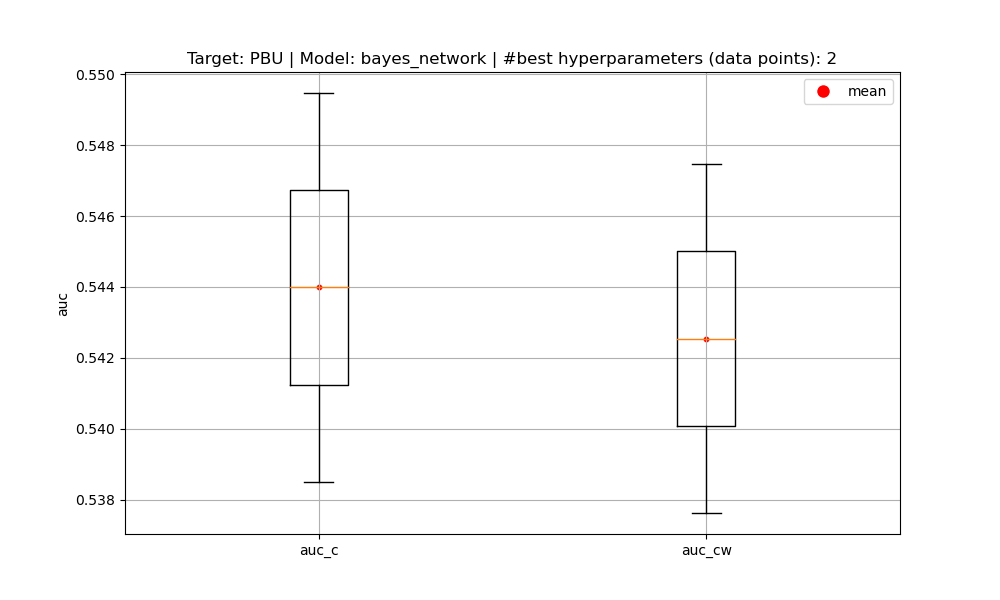 Target: PBU | Model: bayes_network | #best hyperparameters (data points): 2
mean
0.550
0.548
0.546
0.544
0.542
0.540
0.538
auc
auc_c
auc_cw